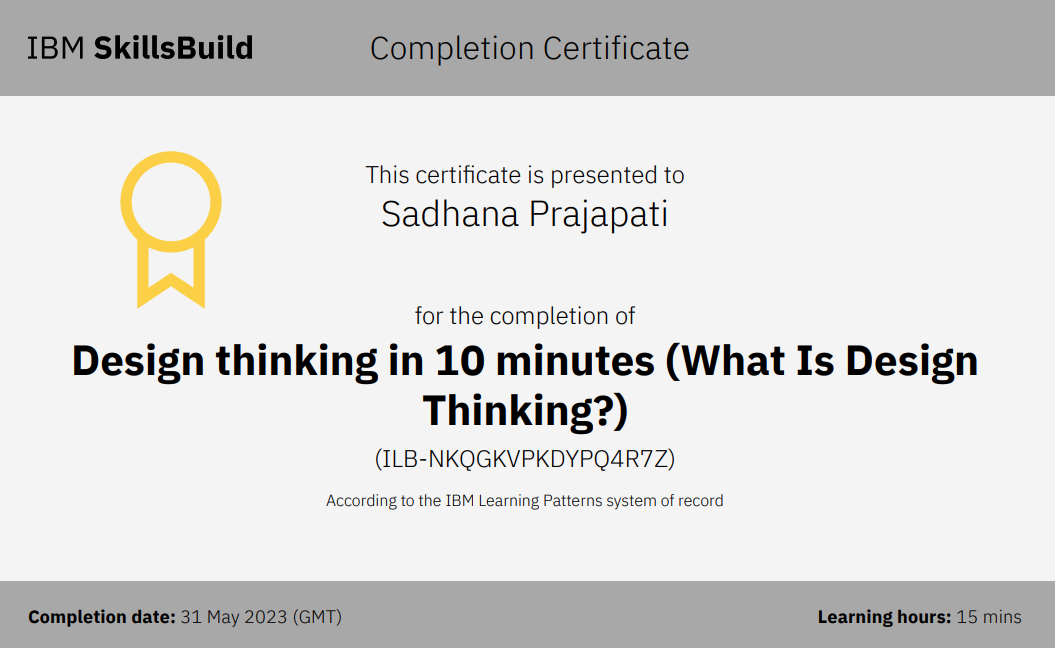 IBM SkillsBuild
Completion Certificate
This certificate is presented to
Sadhana Prajapati
for the completion of
Design thinking in 10 minutes (What Is Design
Thinking?)
(ILB-NKQGKVPKDYPQ4R7Z)
According to the IBM Learning Patterns system of record
Completion date: 31 May 2023 (GMT)
Learning hours: 15 mins